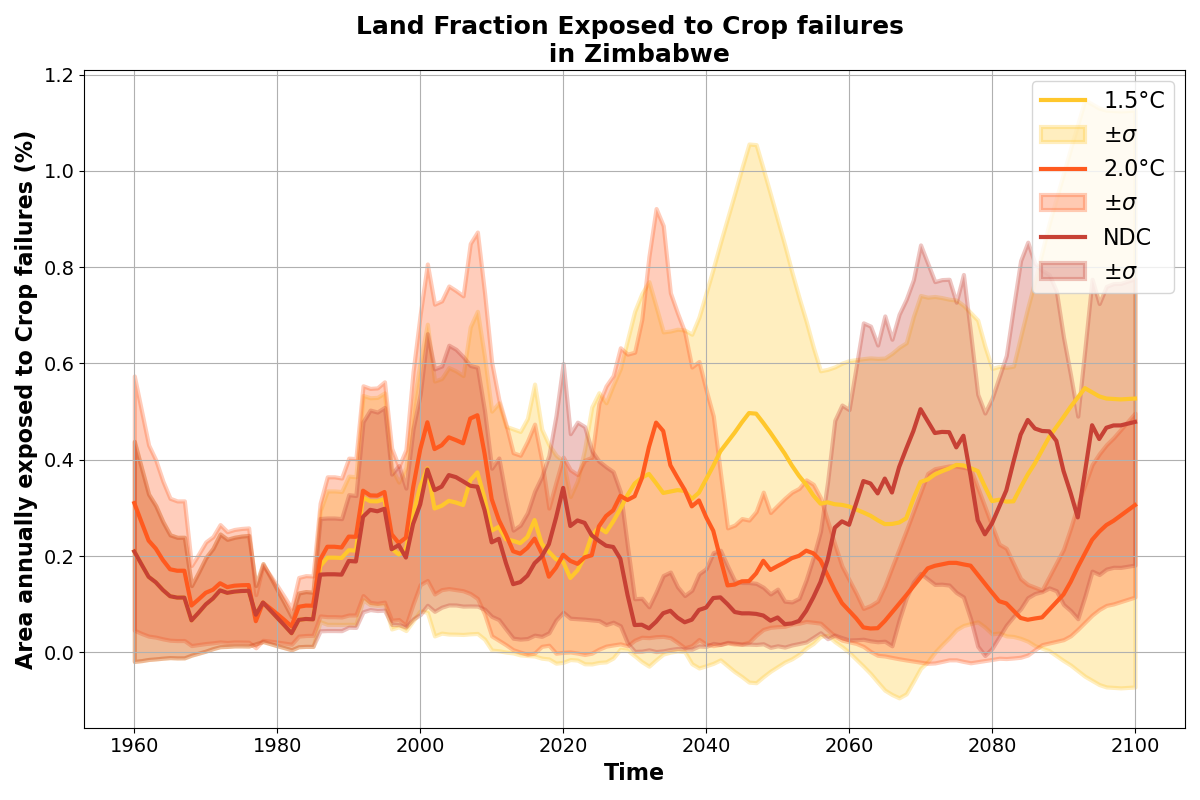 Land Fraction Exposed to Crop failures
in Zimbabwe
Area annually exposed to Crop failures (%)
1.2
1.0
0.8
0.6
0.4
0.2
0.0
1960 1980 2000 2020 2040 2060 2080 2100
Time
1.5°C
±σ
2.0°C
±σ
NDC
±σ